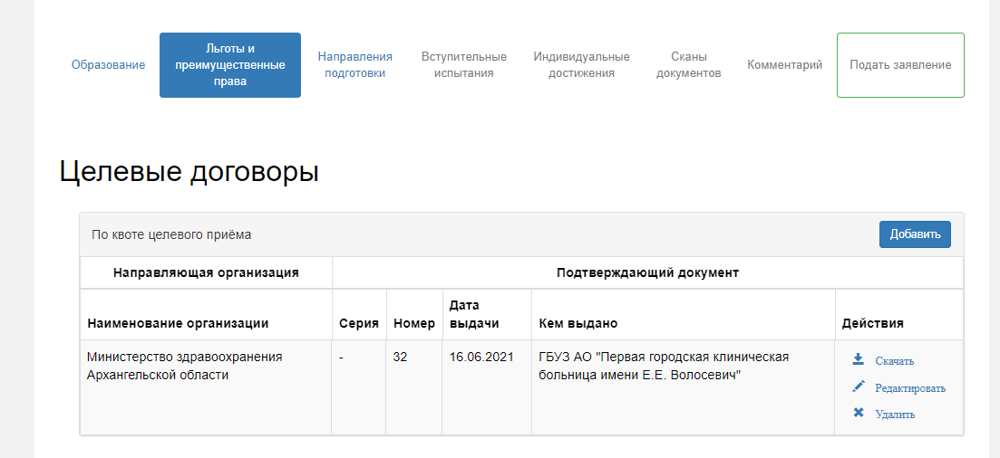 Образование
Льготы и
преимущественные
права
Направления
подготовки
Вступительные
испытания
Индивидуальные
достижения
Сканы
документов
Комментарий
Подать заявление
Целевые договоры
По квоте целевого приёма
Добавить
Направляющая организация
Подтверждающий документ
Наименование организации
Серия
Номер
Дата
выдачи
Кем выдано
Действия
Министерство здравоохранения
Архангельской области
-
32
16.06.2021
ГБУЗ АО "Первая городская клиническая
больница имени Е.Е. Волосевич"
Скачать
Редактировать
Удалить